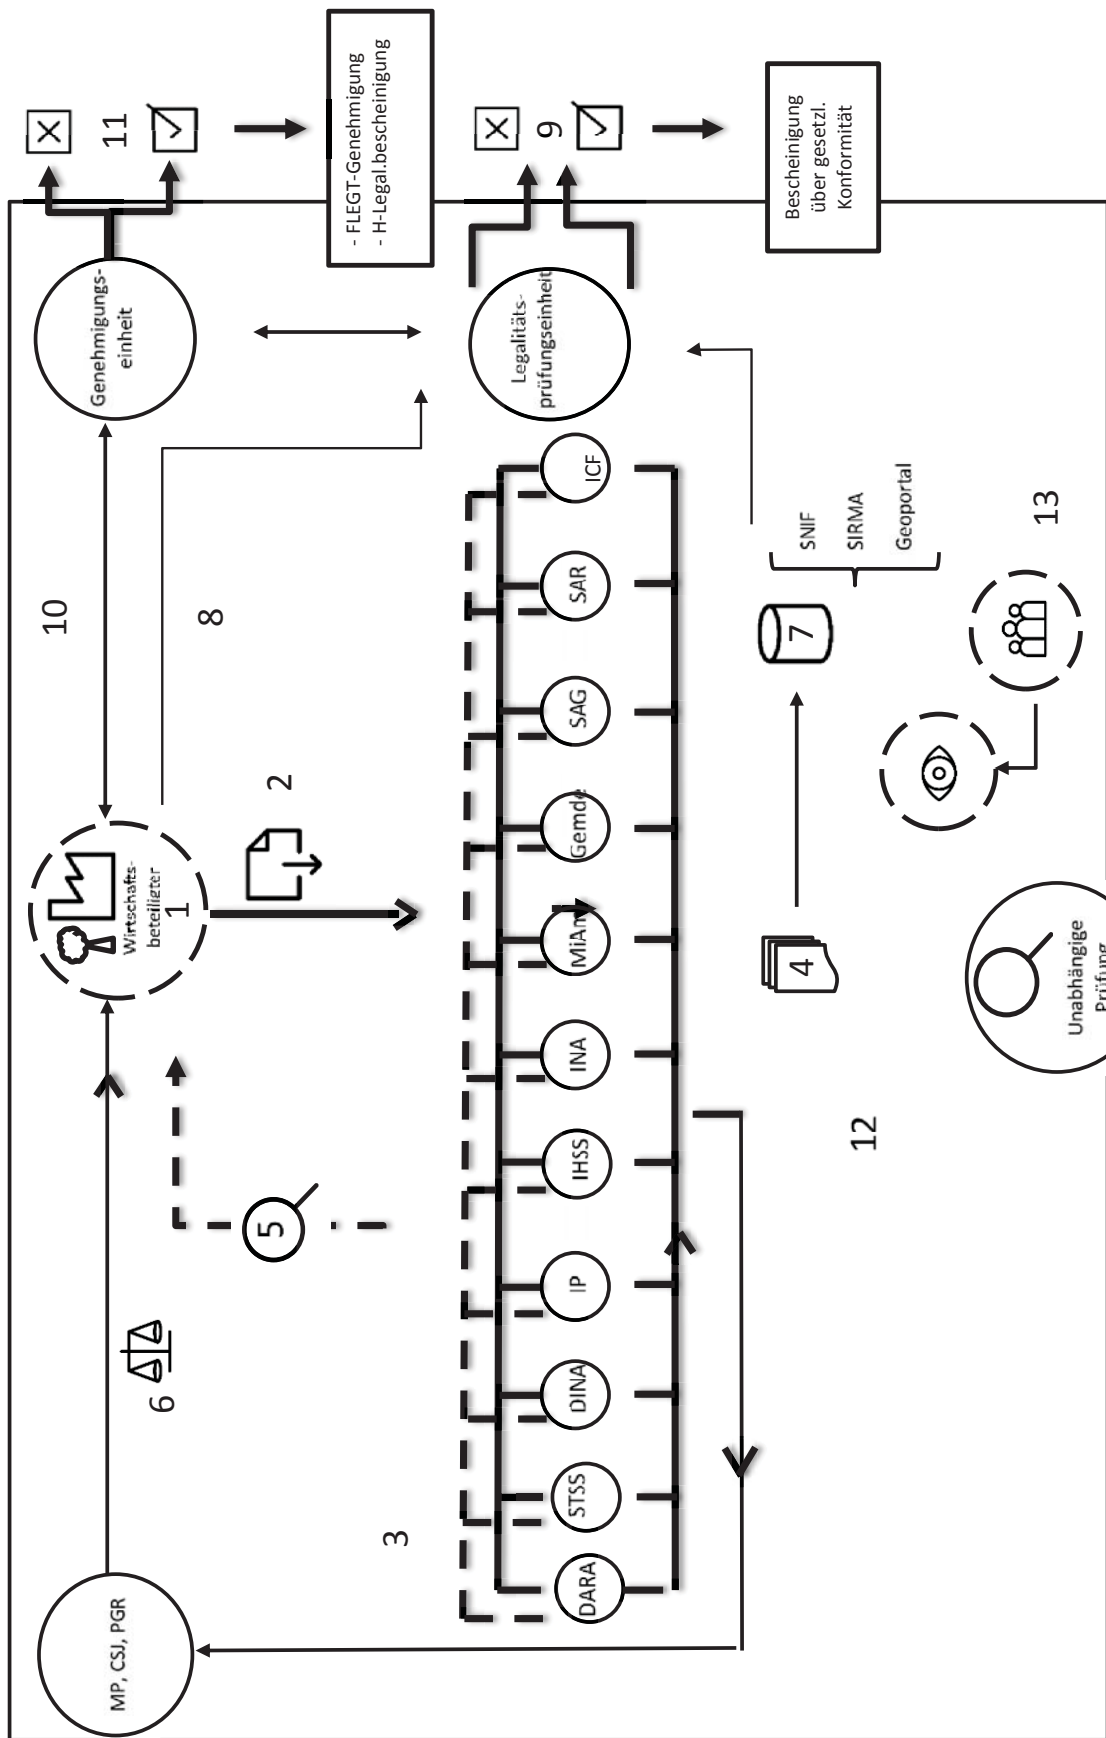 MP, CSJ, PGR
6
Wirtschafts-
beteiligter
1
10
Genehmigungs-
einheit
11
5
2
8
- FLEGT-Genehmigung
- H-Legal.bescheinigung
3
DARA
STSS
DINA
IP
IHSS
INA
MiAm
Gemde
SAG
SAR
ICF
Legalitäts-
prüfungseinheit
9
4
7
SNIF
SIRMA
Geoportal
Bescheinigung
über gesetzl.
Konformität
12
Unabhängige
Prüfung
13